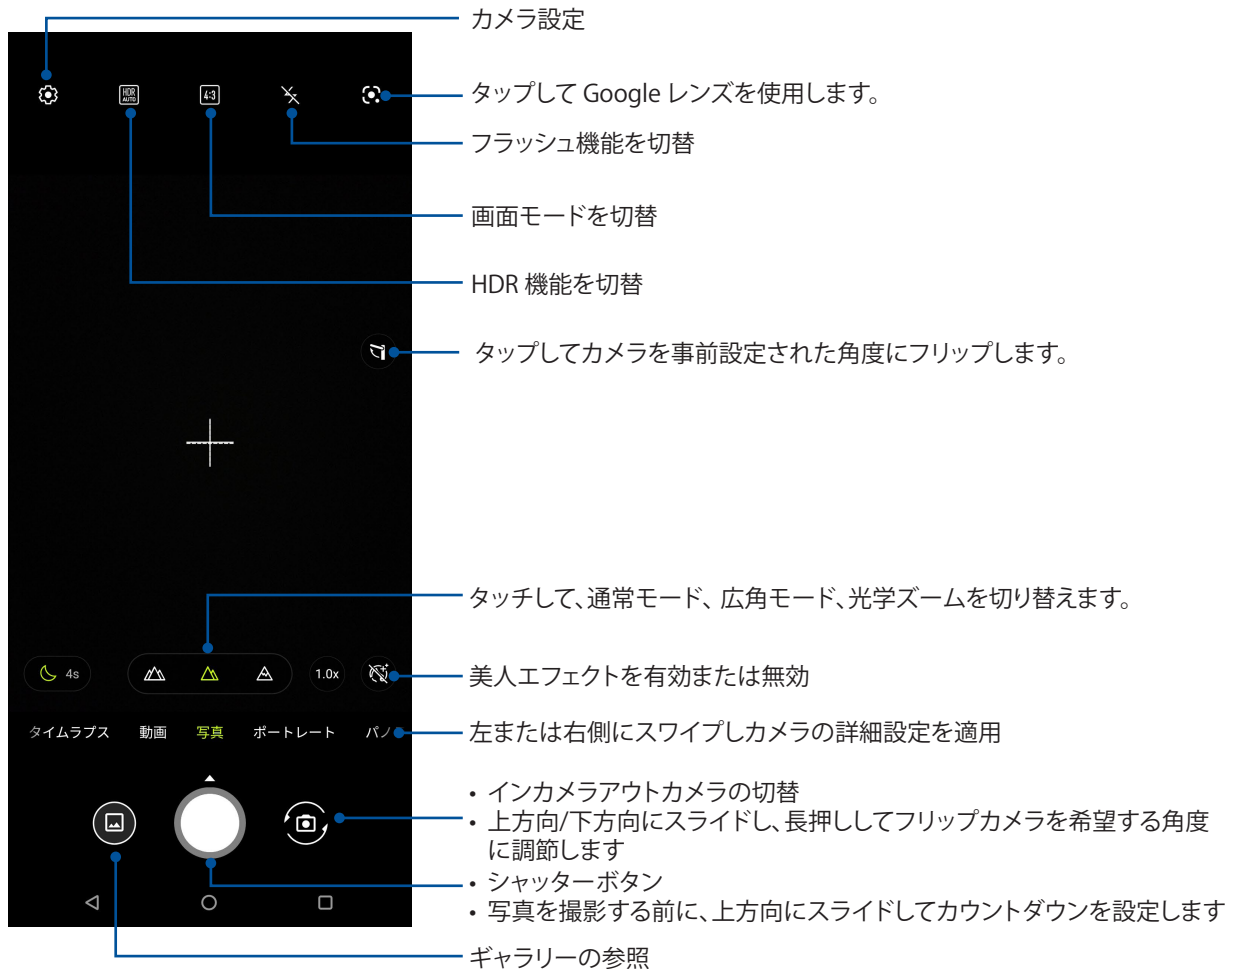 カメラ設定
HDR
AUTO
4:3
タップして Google レンズを使用します。
フラッシュ機能を切替
画面モードを切替
HDR 機能を切替
タップしてカメラを事前設定された角度にフリップします。
タッチして、通常モード、 広角モード、光学ズームを切り替えます。
4s
1.0x
美人エフェクトを有効または無効
タイムラプス 動画 写真 ポートレート パノ
左または右側にスワイプしカメラの詳細設定を適用
• インカメラアウトカメラの切替
• 上方向/下方向にスライドし、長押ししてフリップカメラを希望する角度
に調節します
• シャッターボタン
• 写真を撮影する前に、上方向にスライドしてカウントダウンを設定します
ギャラリーの参照